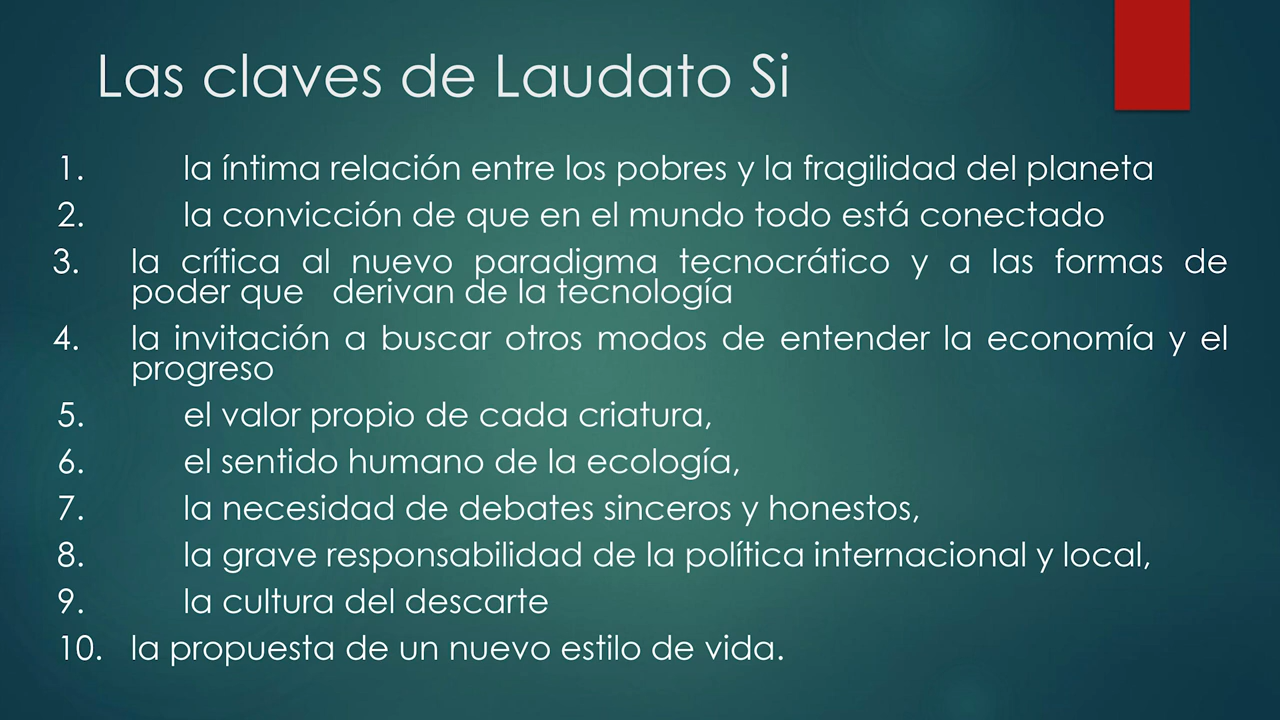 Las claves de Laudato Si
1. la íntima relación entre los pobres y la fragilidad del planeta
2. la convicción de que en el mundo todo está conectado
3. la crítica al nuevo paradigma tecnocrático y a las formas de
poder que derivan de la tecnología
4. la invitación a buscar otros modos de entender la economía y el
progreso
5. el valor propio de cada criatura,
6. el sentido humano de la ecología,
7. la necesidad de debates sinceros y honestos,
8. la grave responsabilidad de la política internacional y local,
9. la cultura del descarte
10. la propuesta de un nuevo estilo de vida.